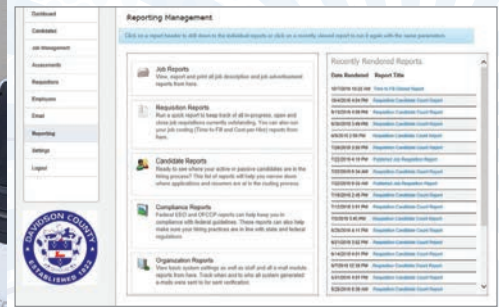 Dashboard
Candidates
Job Management
Assessments
Requisitions
Employees
Email
Reporting
Settings
Logout
DAVIDSON COUNTY
ESTABLISHED 1822
Reporting Management
Click on a report header to drill down to the individual reports or click on a recently viewed report to run it again with the same parameters.
Job Reports
View, export and print all job description and job advertisement
reports from here.
Requisition Reports
Run a quick report to keep track of all in-progress, open and
close job requisitions currently outstanding. You can also run
your job costing (Time to Fill and Cost per Hire) reports from
here.
Candidate Reports
Ready to see where your active or passive candidates are in the
hiring process? This list of reports will help you narrow down
where applications and resumes are at in the routing process.
Compliance Reports
Federal EEO and OFCCP reports can help keep you in
compliance with federal guidelines. These reports can also help
make sure your hiring practices are in line with state and federal
regulations.
Organization Reports
View basic system settings as well as staff and all e-mail module
reports from here. Track when and to who all system generated
e-mails were sent to for sent verification.
Recently Rendered Reports
Date Rendered Report Title
Time to Fill Global Report
Requisition Candidate Count Report
Requisition Candidate Count Report
Requisition Candidate Count Report
Requisition Candidate Count Report
Requisition Candidate Count Report
Preferred Job Requisition Report
Requisition Candidate Count Report
Preferred Job Requisition Report
Requisition Candidate Count Report
Requisition Candidate Count Report
Requisition Candidate Count Report
Requisition Candidate Count Report
Requisition Candidate Count Report
Requisition Candidate Count Report
Requisition Candidate Count Report
Requisition Candidate Count Report
Requisition Candidate Count Report